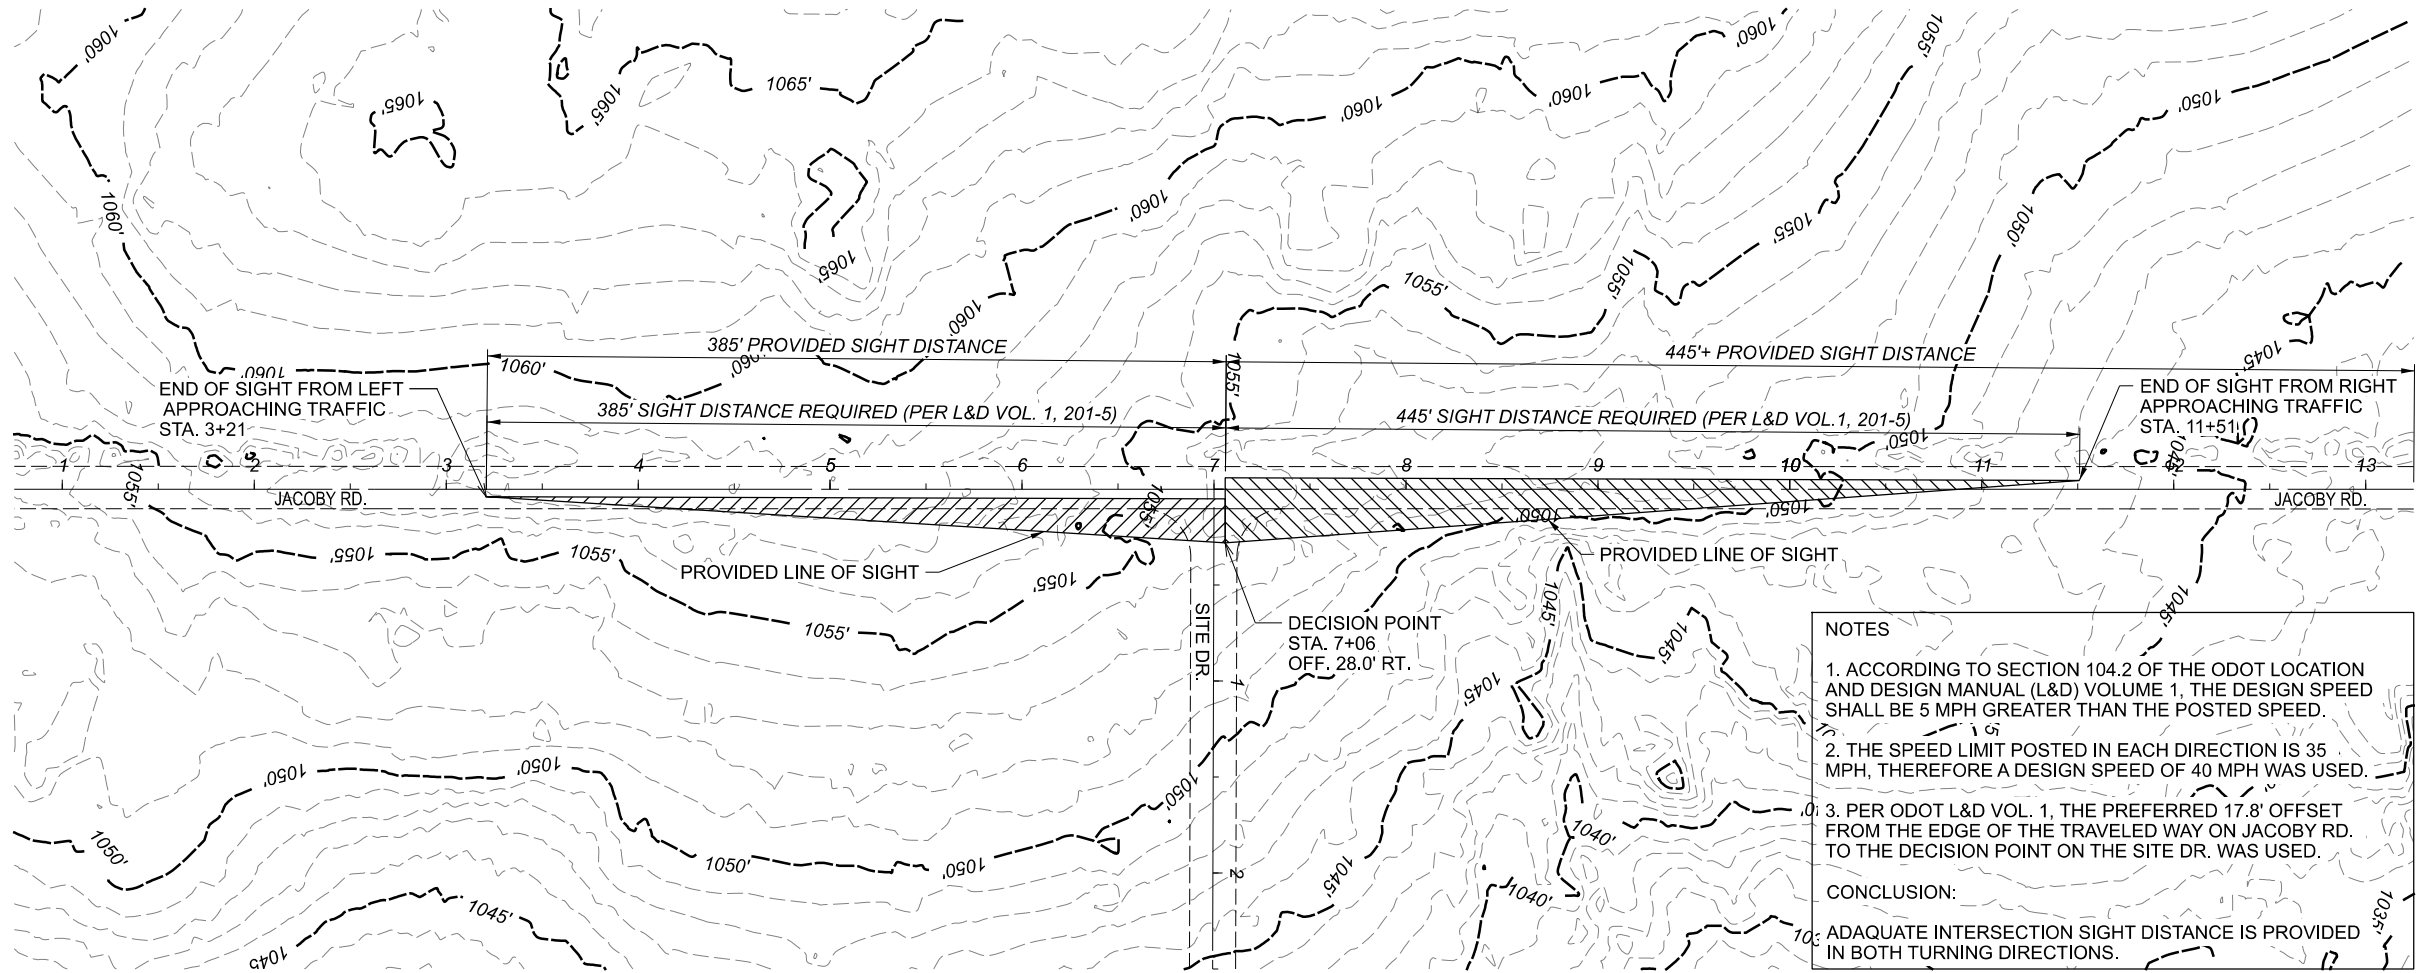 1060'
1065'
1065'
1065'
1060'
1060'
1060'
1060'
1055'
1050'
1060'
1065'
1060'
1060'
1055'
1055'
1055'
1050'
1045'
385' PROVIDED SIGHT DISTANCE
445'+ PROVIDED SIGHT DISTANCE
1060'
1060'
1060'
1055'
1045'
END OF SIGHT FROM LEFT
APPROACHING TRAFFIC
STA. 3+21
385' SIGHT DISTANCE REQUIRED (PER L&D VOL. 1, 201-5)
445' SIGHT DISTANCE REQUIRED (PER L&D VOL.1, 201-5)
END OF SIGHT FROM RIGHT
APPROACHING TRAFFIC
STA. 11+51
1050'
1045'
1 2 3 4 5 6 7 8 9 10 11 12 13
1055'
JACOBY RD.
1055'
1050'
1050'
JACOBY RD.
1055'
1055'
PROVIDED LINE OF SIGHT
1055'
PROVIDED LINE OF SIGHT
1055'
SITE DR.
1
2
DECISION POINT
STA. 7+06
OFF. 28.0' RT.
1045'
1045'
1045'
1045'
1050'
1050'
1050'
1050'
1050'
1050'
1045'
1045
1045'
1040'
1040'
1035'
NOTES
1. ACCORDING TO SECTION 104.2 OF THE ODOT LOCATION
AND DESIGN MANUAL (L&D) VOLUME 1, THE DESIGN SPEED
SHALL BE 5 MPH GREATER THAN THE POSTED SPEED.
2. THE SPEED LIMIT POSTED IN EACH DIRECTION IS 35
MPH, THEREFORE A DESIGN SPEED OF 40 MPH WAS USED.
3. PER ODOT L&D VOL. 1, THE PREFERRED 17.8' OFFSET
FROM THE EDGE OF THE TRAVELED WAY ON JACOBY RD.
TO THE DECISION POINT ON THE SITE DR. WAS USED.
CONCLUSION:
ADAQUATE INTERSECTION SIGHT DISTANCE IS PROVIDED
IN BOTH TURNING DIRECTIONS.